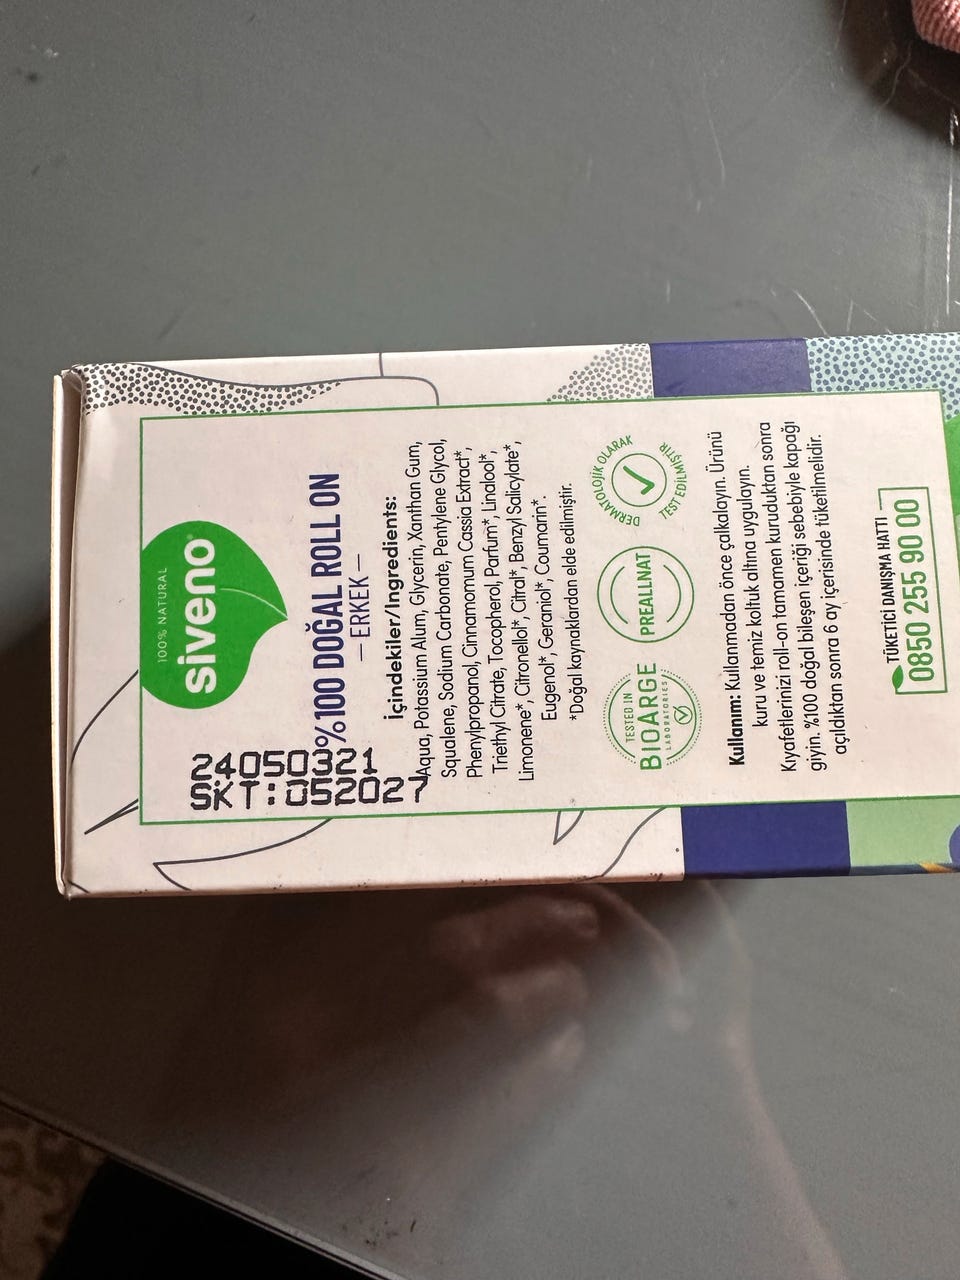 100% NATURAL
siveno
24050321
SKT:052027
%100 DOĞAL ROLL ON
— ERKEK —
İçindekiler/Ingredients:
Aqua, Potassium Alum, Glycerin, Xanthan Gum,
Squalene, Sodium Carbonate, Pentylene Glycol,
Phenylpropanol, Cinnamomum Cassia Extract*,
Triethyl Citrate, Tocopherol, Parfum*, Linalool*,
Limonene*, Citronellol*, Citral*, Benzyl Salicylate*,
Eugenol*, Geraniol*, Coumarin*.
*Doğal kaynaklardan elde edilmiştir.
TESTED IN
BIOARGE
LABORATORIES
PREALLNAT
DERMATOLOJİK OLARAK
TEST EDİLMİŞTİR
Kullanım: Kullanmadan önce çalkalayın. Ürünü
kuru ve temiz koltuk altına uygulayın.
Kıyafetlerinizi roll-on tamamen kuruduktan sonra
giyin. %100 doğal bileşen içeriği sebebiyle kapağı
açıldıktan sonra 6 ay içerisinde tüketilmelidir.
TÜKETİCİ DANIŞMA HATTI
0850 255 90 00